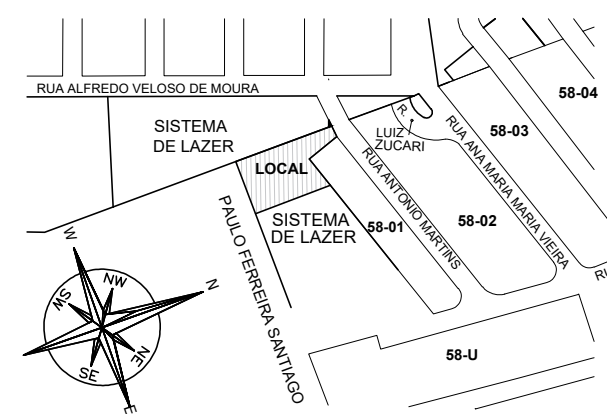 RUA ALFREDO VELOSO DE MOURA
58-04
SISTEMA
DE LAZER
R.
LUIZ
ZUCARI
58-03
RUA ANA MARIA MARIA VIEIRA
LOCAL
RUA ANTONIO MARTINS
PAULO FERREIRA SANTIAGO
SISTEMA
DE LAZER
58-01
58-02
RU
W
NW
N
SW
NE
SE
E
58-U